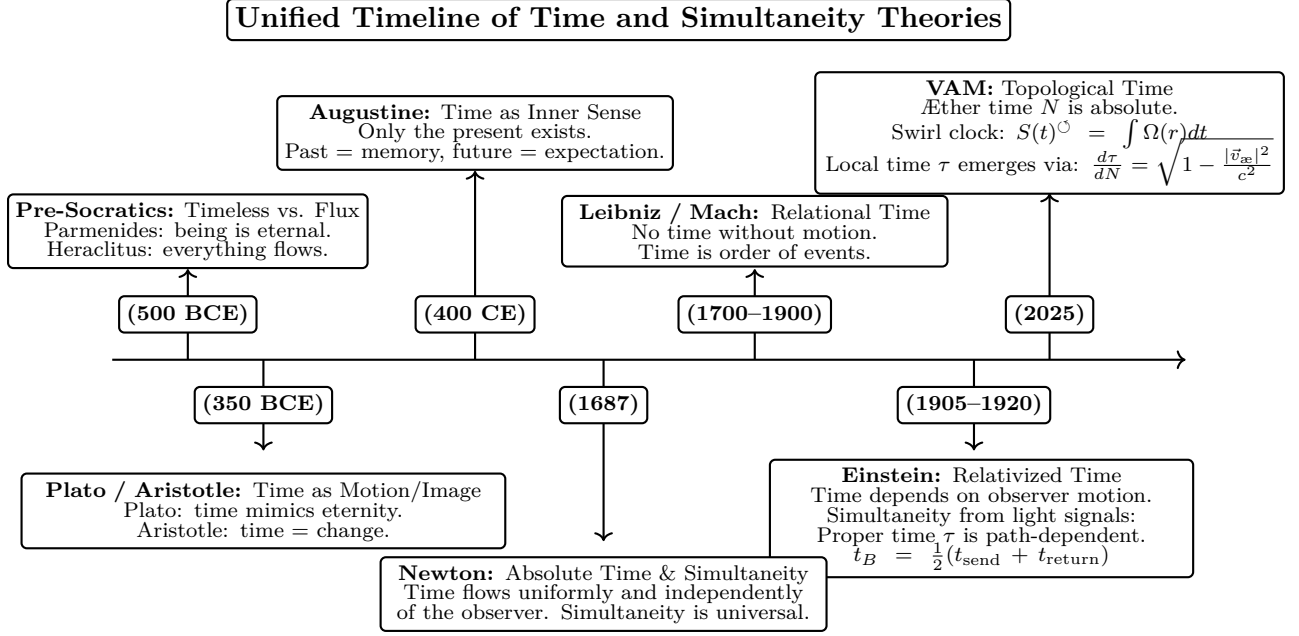 Unified Timeline of Time and Simultaneity Theories
VAM: Topological Time
Æther time N is absolute.
Swirl clock: S(t)^↺ = ∫ Ω(r)dt
Local time τ emerges via: dτ/dN = √(1 − |v⃗_æ|²/c²)
Augustine: Time as Inner Sense
Only the present exists.
Past = memory, future = expectation.
Pre-Socratics: Timeless vs. Flux
Parmenides: being is eternal.
Heraclitus: everything flows.
Leibniz / Mach: Relational Time
No time without motion.
Time is order of events.
(500 BCE)
(400 CE)
(1700–1900)
(2025)
(350 BCE)
(1687)
(1905–1920)
Plato / Aristotle: Time as Motion/Image
Plato: time mimics eternity.
Aristotle: time = change.
Einstein: Relativized Time
Time depends on observer motion.
Simultaneity from light signals:
Proper time τ is path-dependent.
t_B = ½(t_send + t_return)
Newton: Absolute Time & Simultaneity
Time flows uniformly and independently
of the observer. Simultaneity is universal.